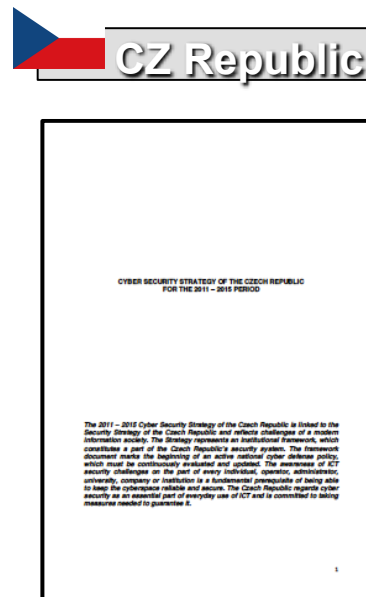 CZ Republic
CYBER SECURITY STRATEGY OF THE CZECH REPUBLIC
FOR THE 2011 – 2015 PERIOD
The 2011 – 2015 Cyber Security Strategy of the Czech Republic is linked to the
Security Strategy of the Czech Republic and reflects challenges of a modern
information society. The Strategy represents an institutional framework, which
constitutes a part of the Czech Republic's security system. The framework
document marks the beginning of an active national cyber defense policy,
which must be continuously evaluated and updated. The awareness of ICT
security challenges on the part of every individual, operator, administrator,
university, company or institution is a fundamental prerequisite of being able
to keep the cyberspace reliable and secure. The Czech Republic regards cyber
security as an essential part of everyday use of ICT and is committed to taking
measures needed to guarantee it.
1